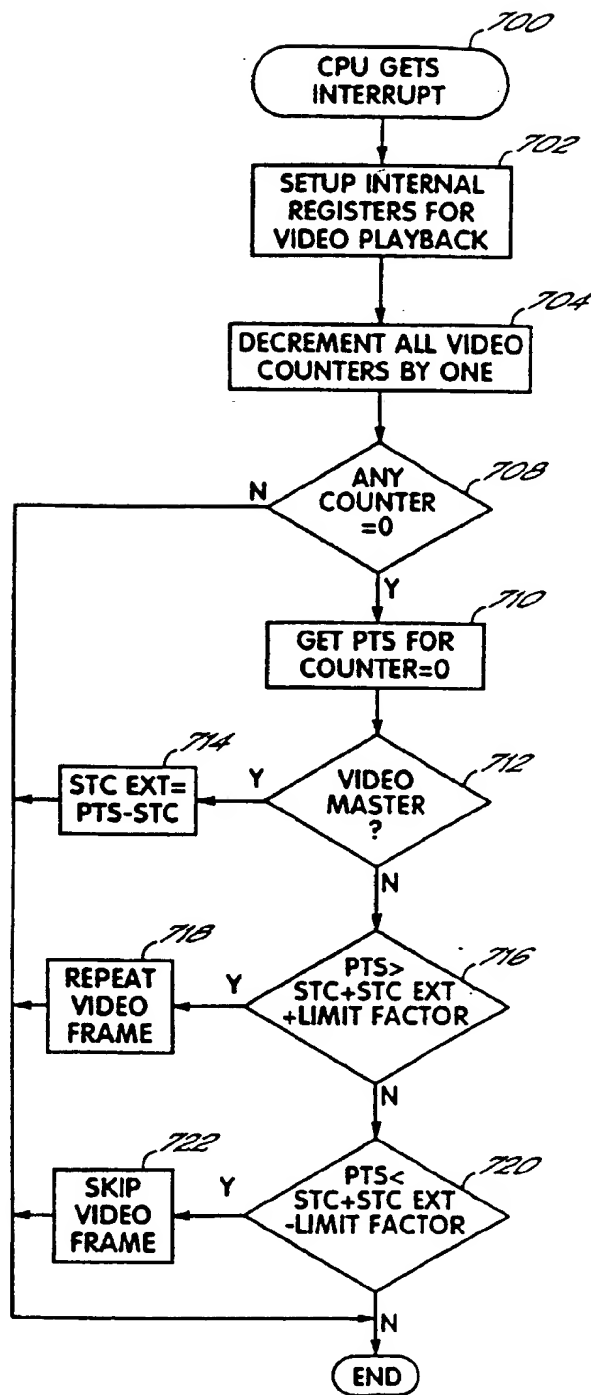 700
CPU GETS
INTERRUPT
702
SETUP INTERNAL
REGISTERS FOR
VIDEO PLAYBACK
704
DECREMENT ALL VIDEO
COUNTERS BY ONE
708
ANY
COUNTER
=0
N
Y
710
GET PTS FOR
COUNTER=0
714
STC EXT=
PTS-STC
Y
712
VIDEO
MASTER
?
N
718
REPEAT
VIDEO
FRAME
Y
716
PTS>
STC+STC EXT
+LIMIT FACTOR
N
722
SKIP
VIDEO
FRAME
Y
720
PTS<
STC+STC EXT
-LIMIT FACTOR
N
END